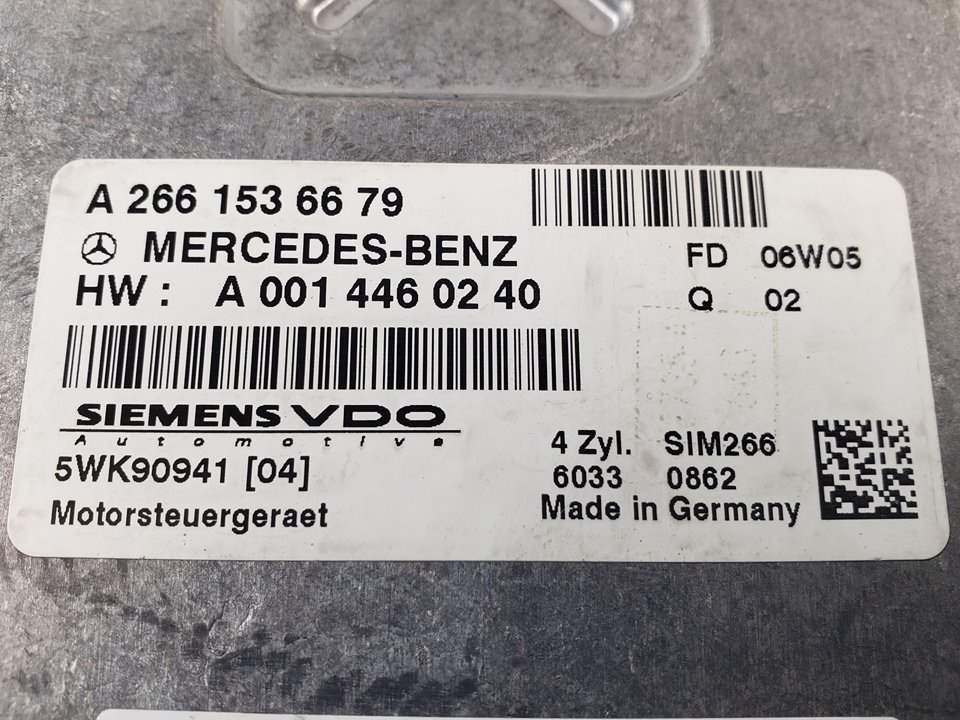 A 266 153 66 79
MERCEDES-BENZ
HW : A 001 446 02 40
FD 06W05
Q 02
SIEMENS VDO
Automotive
5WK90941 [04]
Motorsteuergeraet
4 Zyl. SIM266
6033 0862
Made in Germany